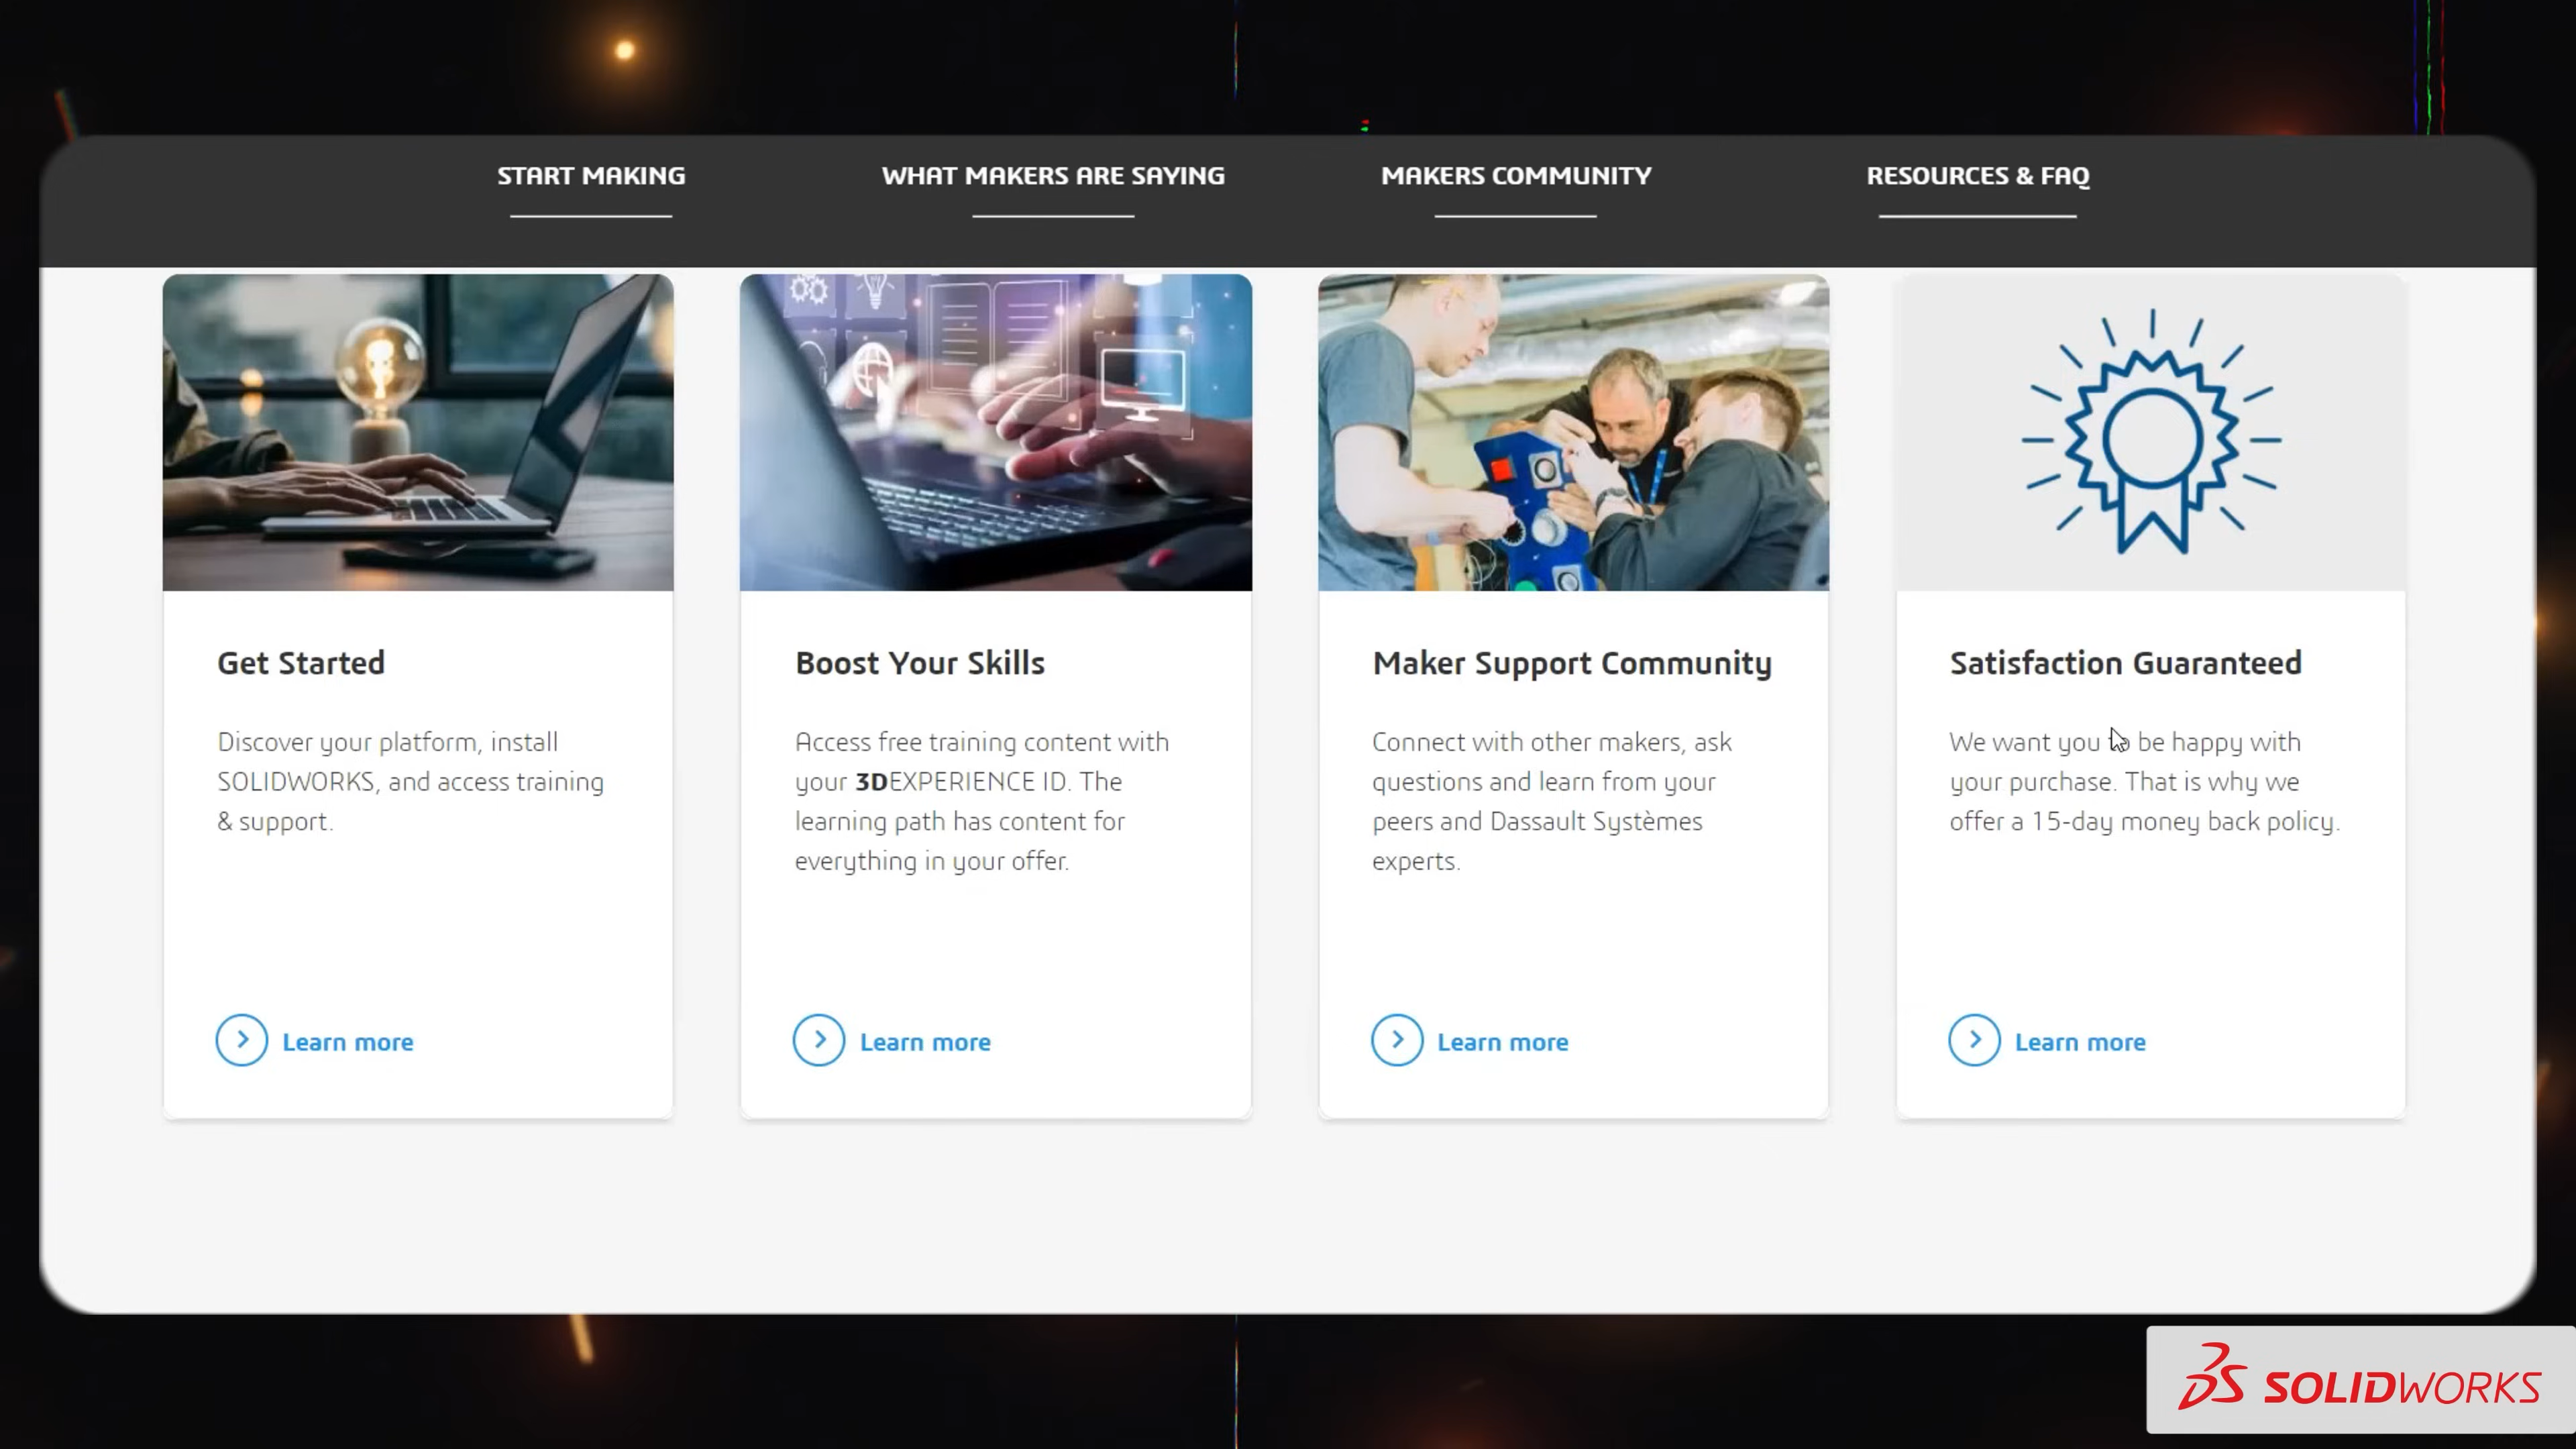 START MAKING
WHAT MAKERS ARE SAYING
MAKERS COMMUNITY
RESOURCES & FAQ
Get Started
Discover your platform, install
SOLIDWORKS, and access training
& support.
Learn more
Boost Your Skills
Access free training content with
your 3DEXPERIENCE ID. The
learning path has content for
everything in your offer.
Learn more
Maker Support Community
Connect with other makers, ask
questions and learn from your
peers and Dassault Systèmes
experts.
Learn more
Satisfaction Guaranteed
We want you to be happy with
your purchase. That is why we
offer a 15-day money back policy.
Learn more
SOLIDWORKS